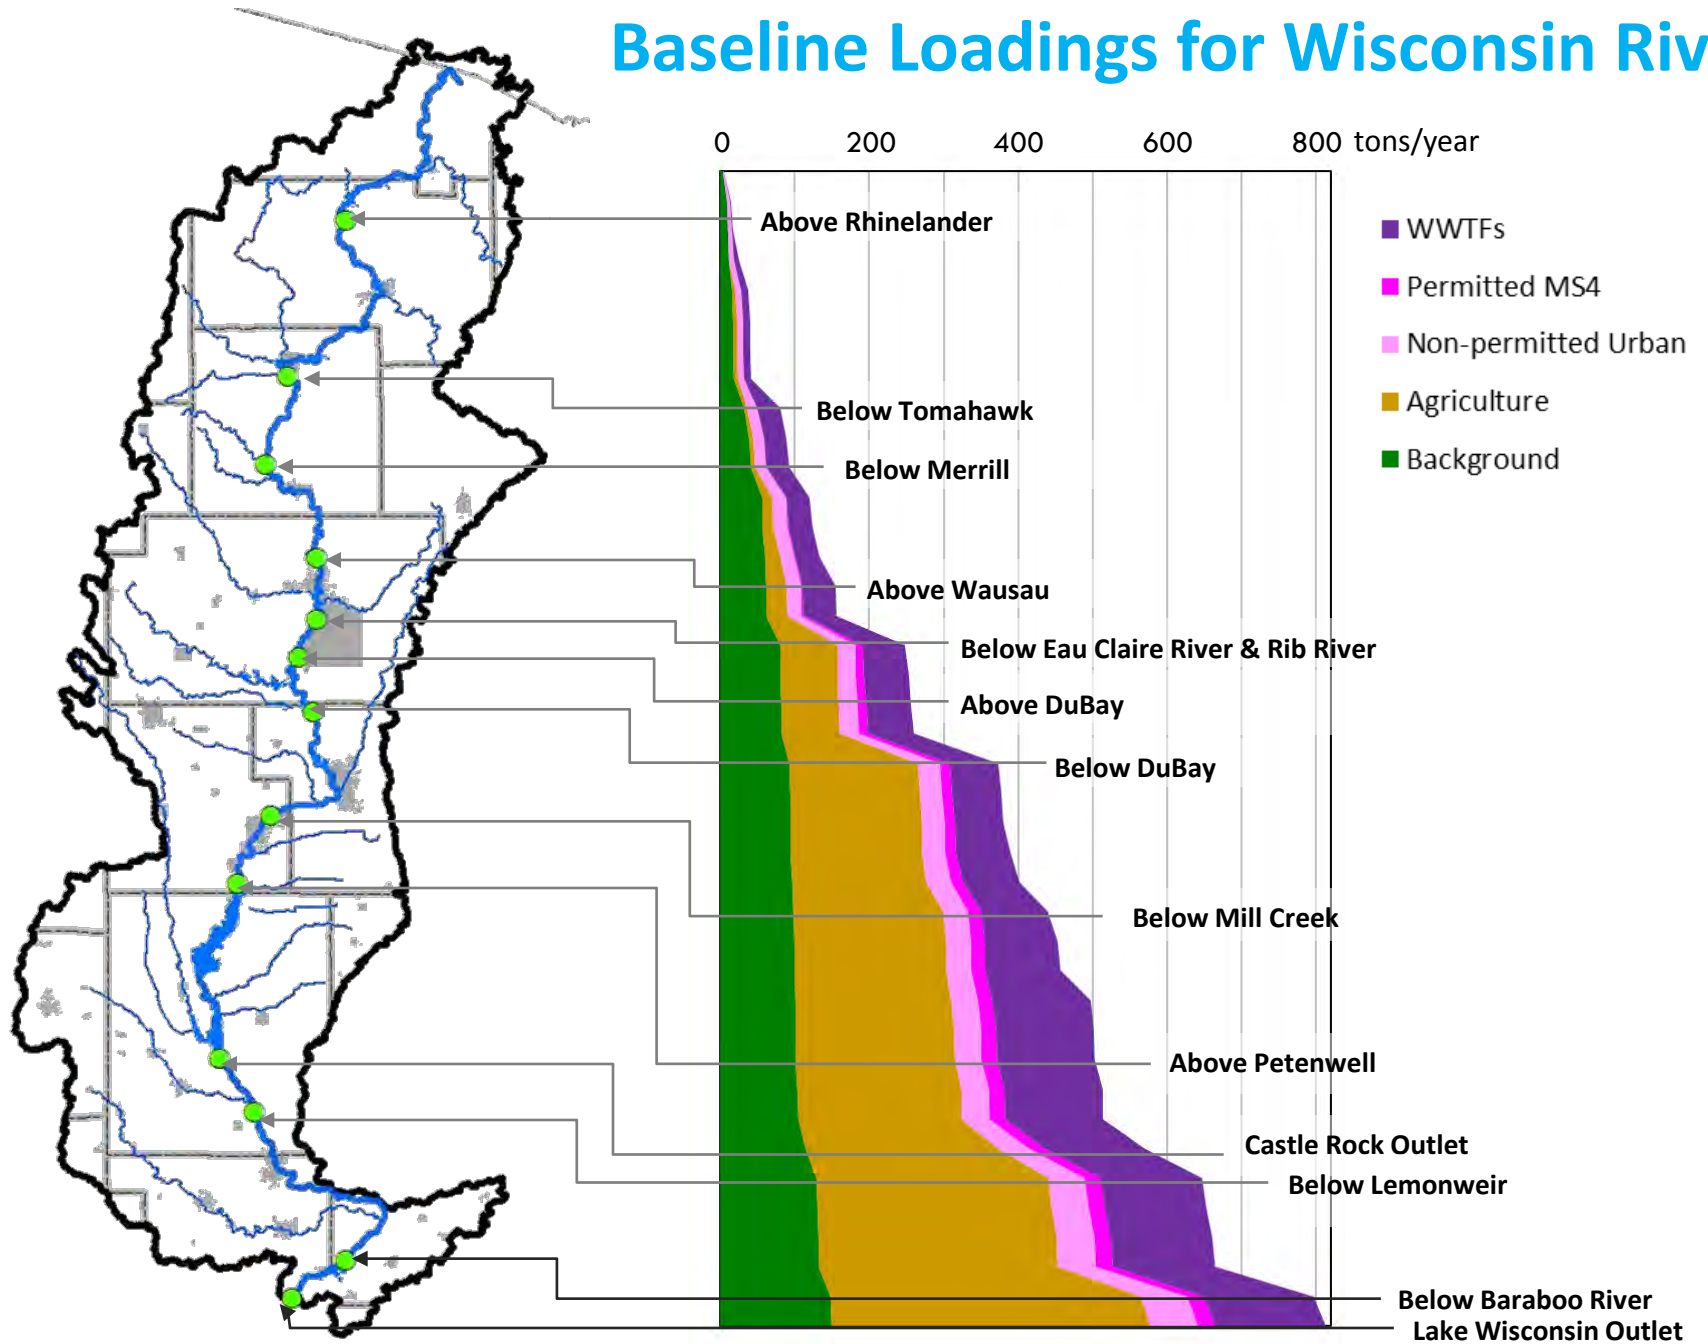 Baseline Loadings for Wisconsin Riv
0 200 400 600 800 tons/year
Above Rhinelander
WWTFs
Permitted MS4
Non-permitted Urban
Agriculture
Background
Below Tomahawk
Below Merrill
Above Wausau
Below Eau Claire River & Rib River
Above DuBay
Below DuBay
Below Mill Creek
Above Petenwell
Castle Rock Outlet
Below Lemonweir
Below Baraboo River
Lake Wisconsin Outlet